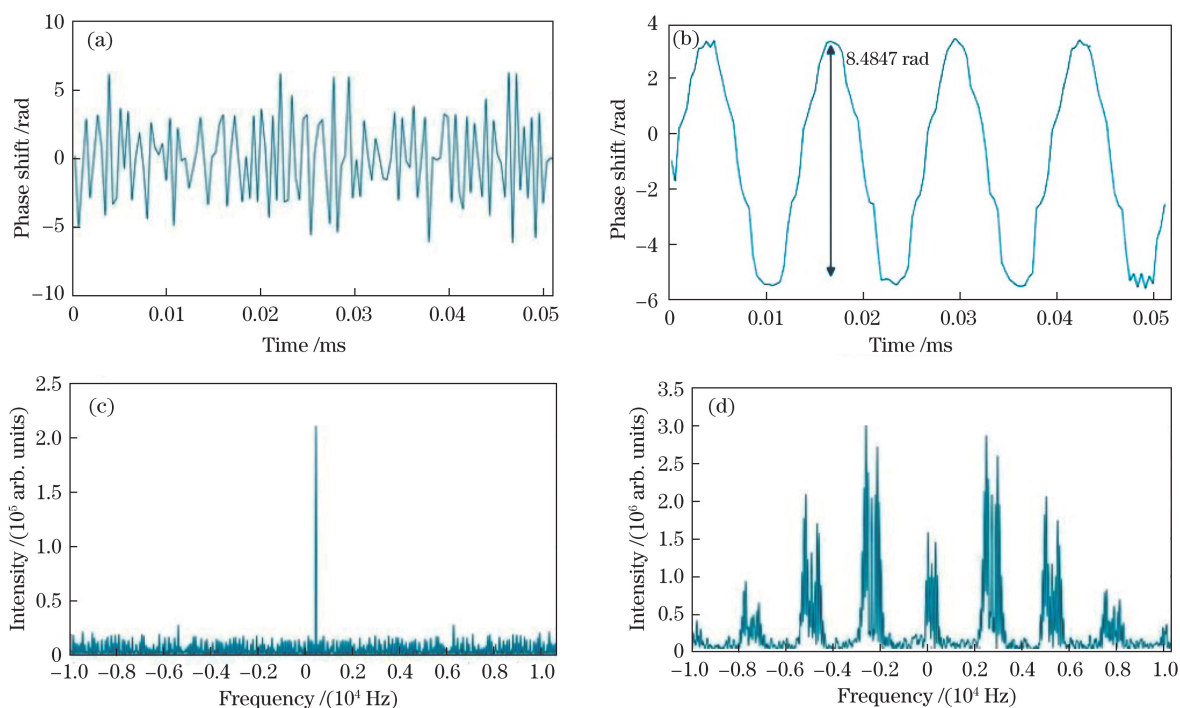 (a)
10
5
0
−5
−10
Phase shift /rad
0 0.01 0.02 0.03 0.04 0.05
Time /ms
(b)
4
2
0
−2
−4
−6
Phase shift /rad
8.4847 rad
0 0.01 0.02 0.03 0.04 0.05
Time /ms
(c)
2.5
2.0
1.5
1.0
0.5
0
Intensity /(10⁵ arb. units)
−1.0 −0.8 −0.6 −0.4 −0.2 0 0.2 0.4 0.6 0.8 1.0
Frequency /(10⁴ Hz)
(d)
3.5
3.0
2.5
2.0
1.5
1.0
0.5
0
Intensity /(10⁶ arb. units)
−1.0 −0.8 −0.6 −0.4 −0.2 0 0.2 0.4 0.6 0.8 1.0
Frequency /(10⁴ Hz)